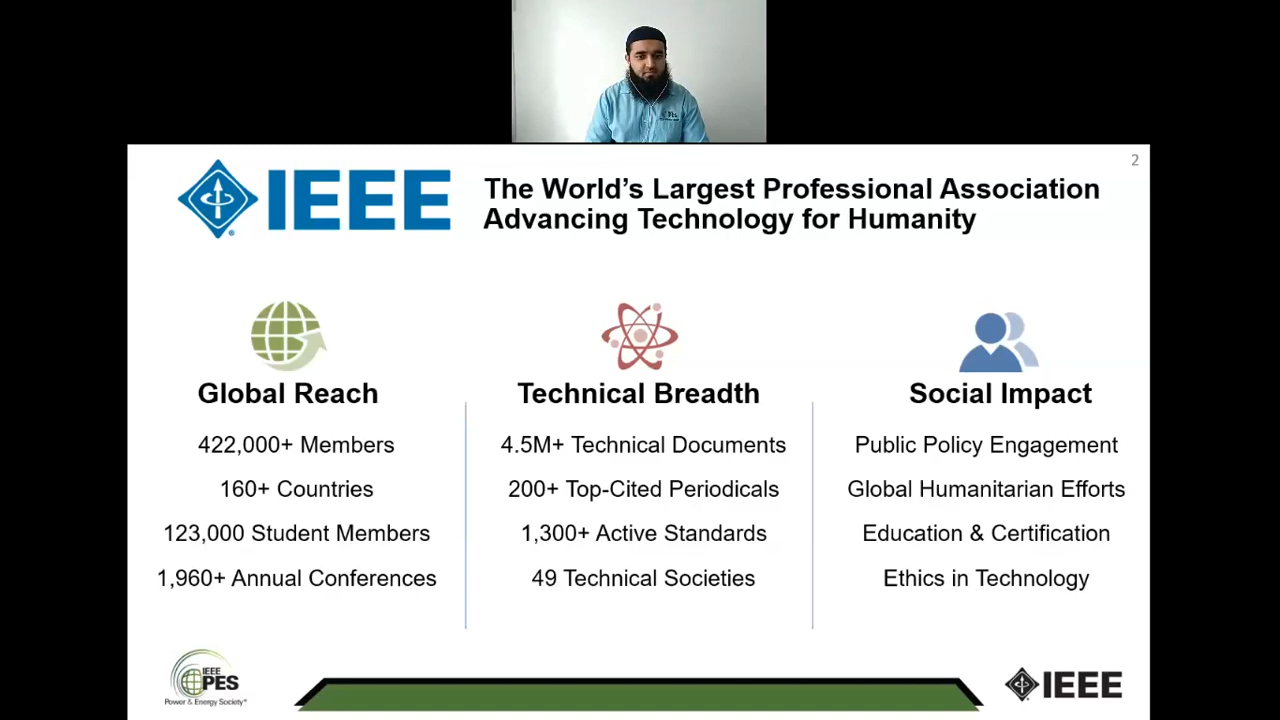 2
IEEE
The World's Largest Professional Association
Advancing Technology for Humanity
Global Reach
422,000+ Members
160+ Countries
123,000 Student Members
1,960+ Annual Conferences
Technical Breadth
4.5M+ Technical Documents
200+ Top-Cited Periodicals
1,300+ Active Standards
49 Technical Societies
Social Impact
Public Policy Engagement
Global Humanitarian Efforts
Education & Certification
Ethics in Technology
IEEE
PES
Power & Energy Society®
IEEE